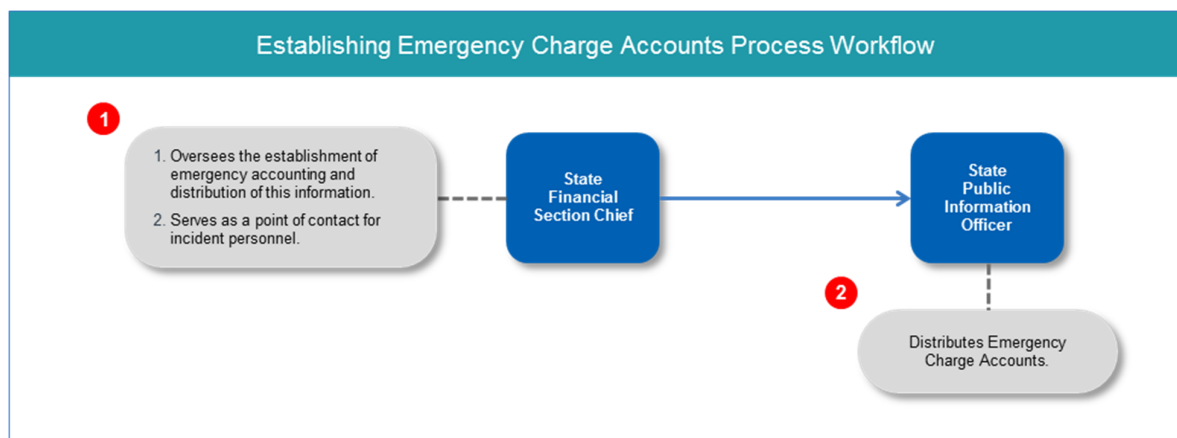 Establishing Emergency Charge Accounts Process Workflow
1
1. Oversees the establishment of
emergency accounting and
distribution of this information.
2. Serves as a point of contact for
incident personnel.
State
Financial
Section Chief
State
Public
Information
Officer
2
Distributes Emergency
Charge Accounts.